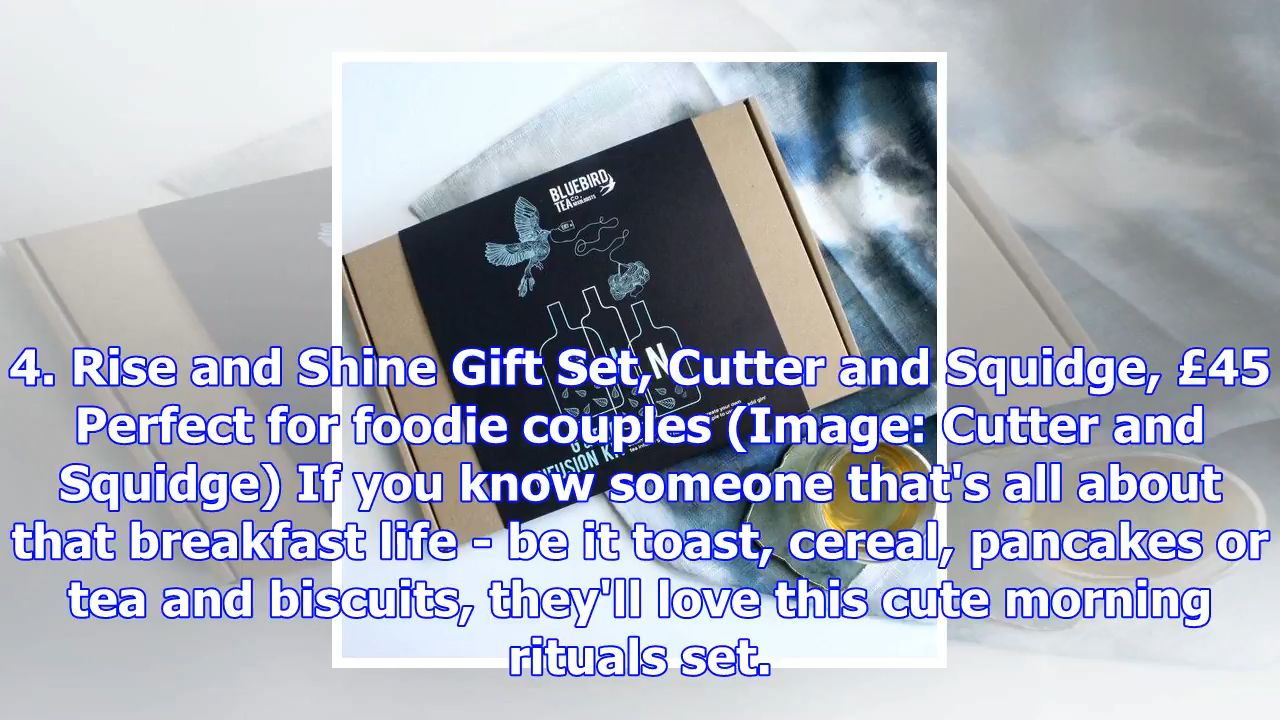 BLUEBIRD
TEA Co.
4. Rise and Shine Gift Set, Cutter and Squidge, £45
Perfect for foodie couples (Image: Cutter and
Squidge) If you know someone that's all about
that breakfast life - be it toast, cereal, pancakes or
tea and biscuits, they'll love this cute morning
rituals set.